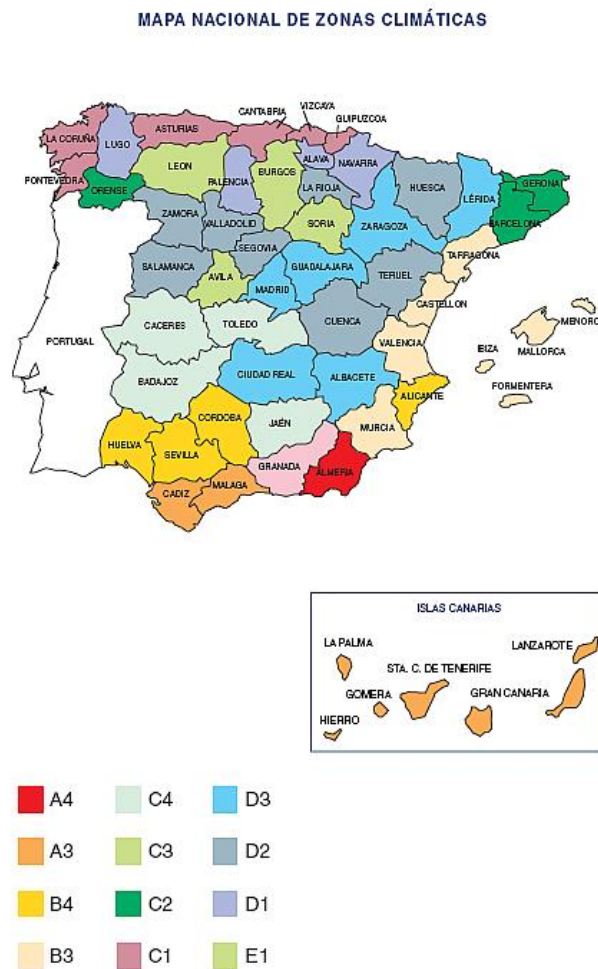 MAPA NACIONAL DE ZONAS CLIMÁTICAS
CANTABRIA
VIZCAYA
GUIPUZCOA
LA CORUÑA
LUGO
ASTURIAS
ALAVA
NAVARRA
PONTEVEDRA
ORENSE
LEON
PALENCIA
BURGOS
LA RIOJA
HUESCA
LÉRIDA
GERONA
BARCELONA
ZAMORA
VALLADOLID
SORIA
ZARAGOZA
TARRAGONA
SEGOVIA
SALAMANCA
AVILA
MADRID
GUADALAJARA
TERUEL
CASTELLON
MENORC
PORTUGAL
CACERES
TOLEDO
CUENCA
VALENCIA
IBIZA
MALLORCA
BADAJOZ
CIUDAD REAL
ALBACETE
ALICANTE
FORMENTERA
HUELVA
SEVILLA
CORDOBA
JAÉN
MURCIA
GRANADA
ALMERIA
CADIZ
MALAGA
ISLAS CANARIAS
LA PALMA
LANZAROTE
STA. C. DE TENERIFE
GOMERA
GRAN CANARIA
HIERRO
A4 C4 D3
A3 C3 D2
B4 C2 D1
B3 C1 E1